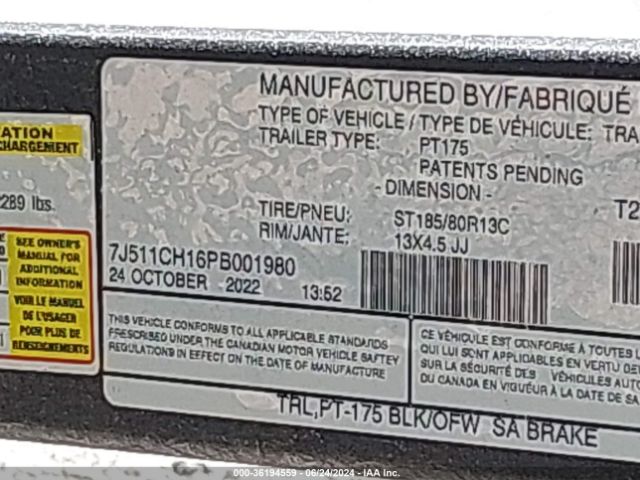 MANUFACTURED BY/FABRIQUÉ
TYPE OF VEHICLE / TYPE DE VÉHICULE: TRA
TRAILER TYPE: PT175
PATENTS PENDING
- DIMENSION -
TIRE/PNEU: ST185/80R13C T2
RIM/JANTE: 13X4.5 JJ
7J511CH16PB001980
24 OCTOBER 2022 13:52
THIS VEHICLE CONFORMS TO ALL APPLICABLE STANDARDS
PRESCRIBED UNDER THE CANADIAN MOTOR VEHICLE SAFTEY
REGULATIONS IN EFFECT ON THE DATE OF MANUFACTURE
CE VÉHICULE EST CONFORME À TOUTES L
QUI LUI SONT APPLICABLES EN VERTU DE
LA SÉCURITÉ DES VÉHICULES AUTO
DU CANADA EN VIGUEUR À LA DATE DE SA
TRL,PT-175 BLK/OFW SA BRAKE
ATION
CHARGEMENT
289 lbs.
SEE OWNER'S
MANUAL FOR
ADDITIONAL
INFORMATION
VOIR LE MANUEL
DE L'USAGER
POUR PLUS DE
RENSEIGNEMENTS
000-36194559 - 06/24/2024 - IAA Inc.